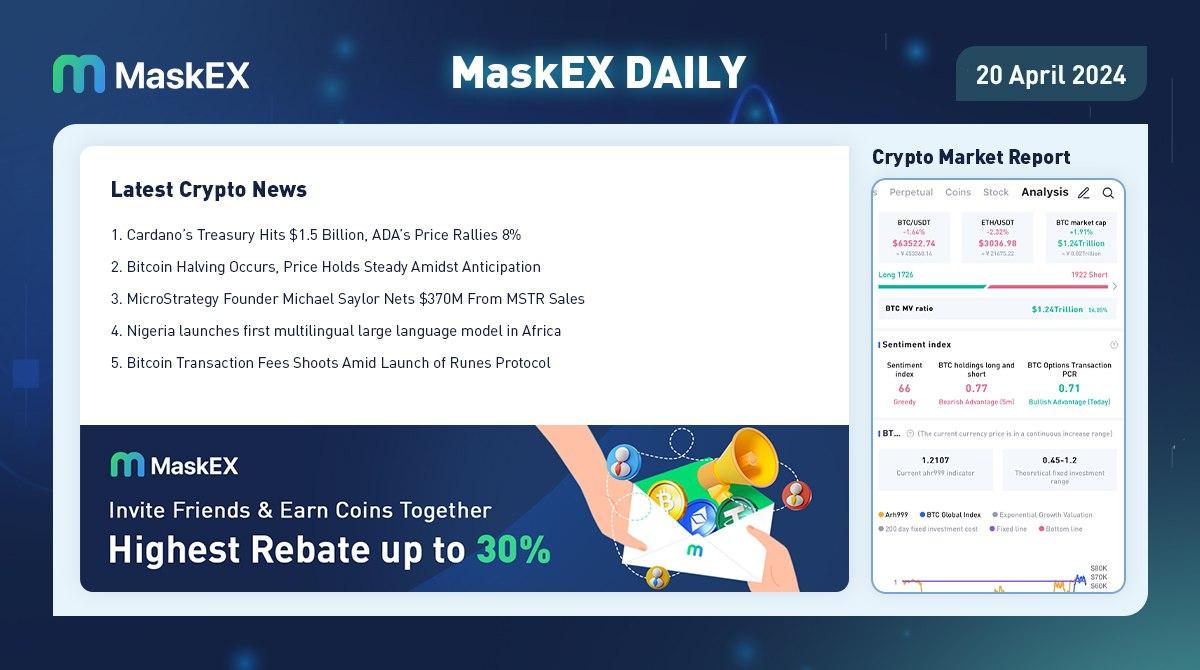 MaskEX
MaskEX DAILY
20 April 2024
Latest Crypto News
1. Cardano's Treasury Hits $1.5 Billion, ADA's Price Rallies 8%
2. Bitcoin Halving Occurs, Price Holds Steady Amidst Anticipation
3. MicroStrategy Founder Michael Saylor Nets $370M From MSTR Sales
4. Nigeria launches first multilingual large language model in Africa
5. Bitcoin Transaction Fees Shoots Amid Launch of Runes Protocol
MaskEX
Invite Friends & Earn Coins Together
Highest Rebate up to 30%
Crypto Market Report
s Perpetual Coins Stock Analysis
BTC/USDT ETH/USDT BTC market cap
-1.64% -2.32% +1.91%
$63522.74 $3036.98 $1.24Trillion
≈ ¥ 21675.22 ≈ ¥ 0.02Trillion
Long 1726 1922 Short
BTC MV ratio $1.24Trillion
Sentiment index
Sentiment index BTC holdings long and short BTC Options Transaction PCR
66 0.77 0.71
Greedy Bearish Advantage (5m) Bullish Advantage (Today)
BT... (The current currency price is in a continuous increase range)
1.2107 0.45-1.2
Current ahr999 indicator Theoretical fixed investment range
Arh999 BTC Global Index Exponential Growth Valuation
200 day fixed investment cost Fixed line Bottom line
$80K
1 $70K
$60K